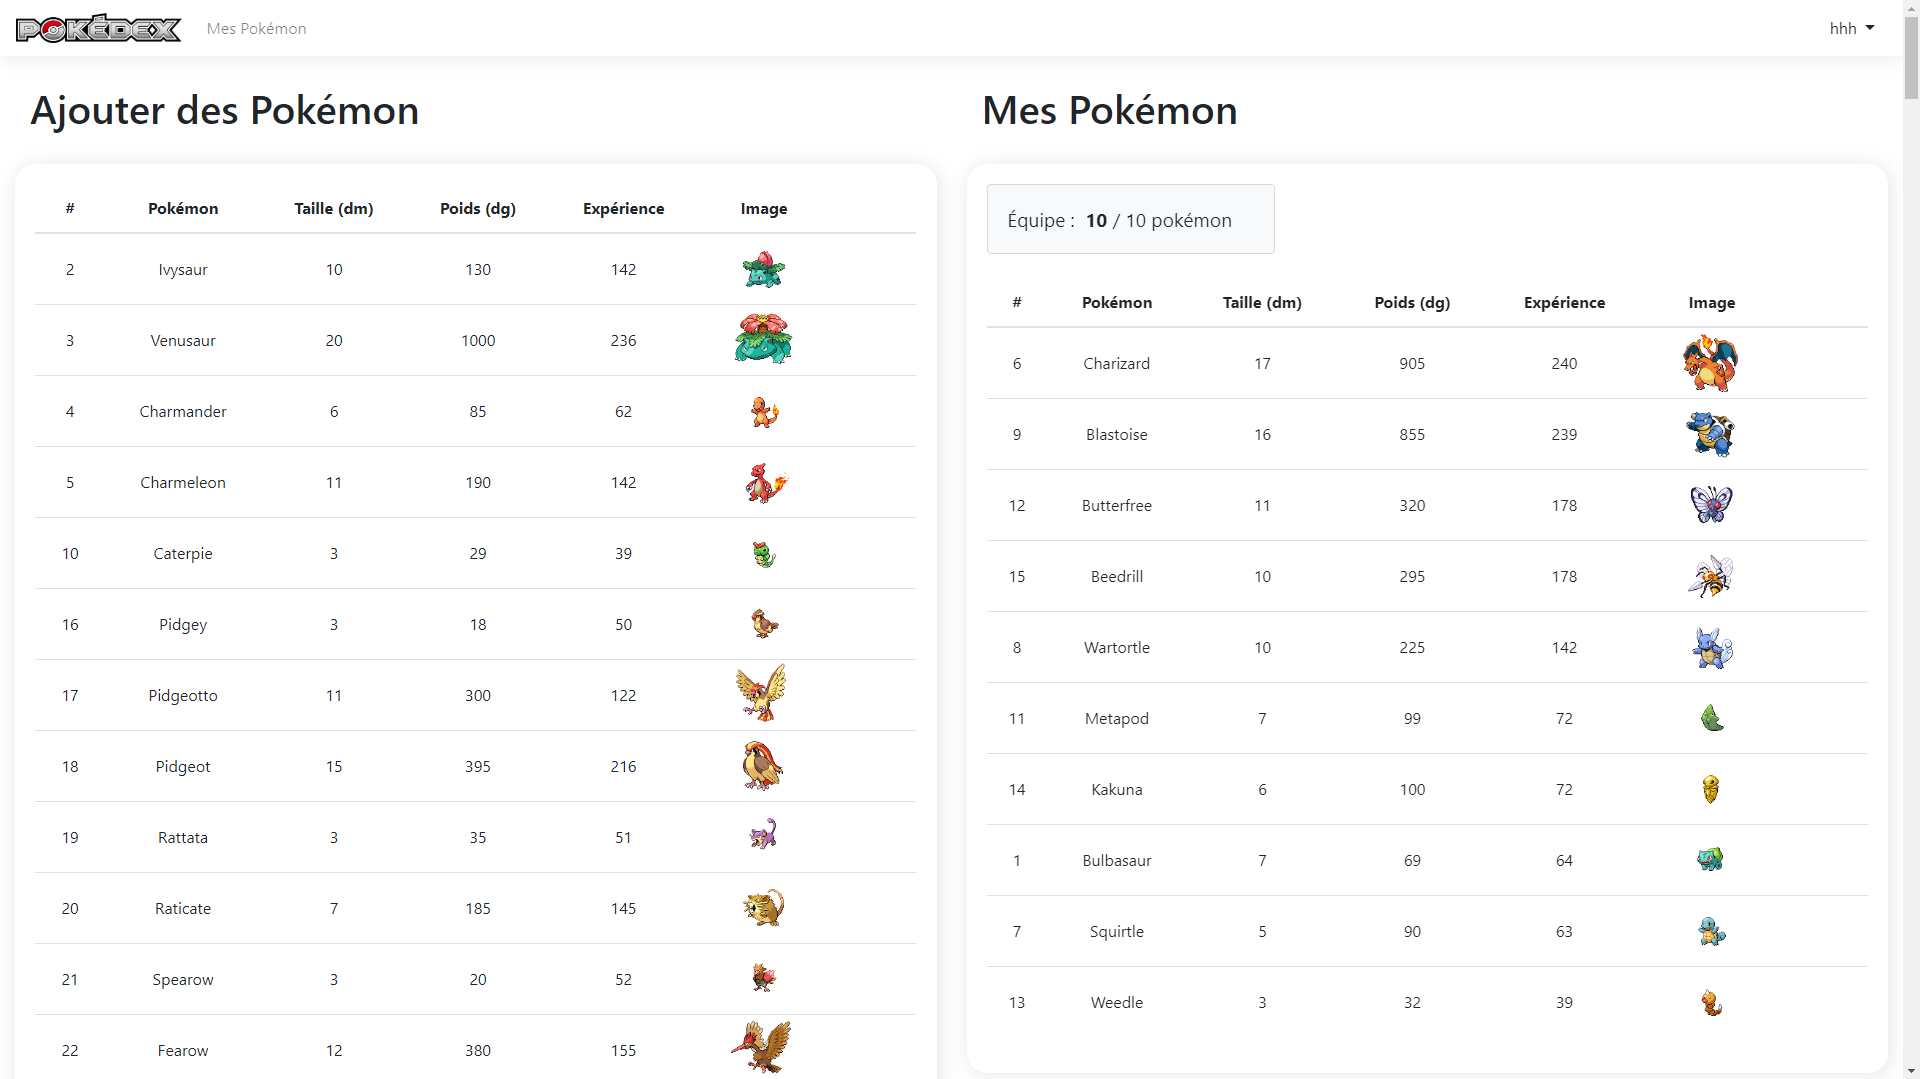 POKÉDEX Mes Pokémon hhh
Ajouter des Pokémon
# Pokémon Taille (dm) Poids (dg) Expérience Image
2 Ivysaur 10 130 142
3 Venusaur 20 1000 236
4 Charmander 6 85 62
5 Charmeleon 11 190 142
10 Caterpie 3 29 39
16 Pidgey 3 18 50
17 Pidgeotto 11 300 122
18 Pidgeot 15 395 216
19 Rattata 3 35 51
20 Raticate 7 185 145
21 Spearow 3 20 52
22 Fearow 12 380 155
Mes Pokémon
Équipe : 10 / 10 pokémon
# Pokémon Taille (dm) Poids (dg) Expérience Image
6 Charizard 17 905 240
9 Blastoise 16 855 239
12 Butterfree 11 320 178
15 Beedrill 10 295 178
8 Wartortle 10 225 142
11 Metapod 7 99 72
14 Kakuna 6 100 72
1 Bulbasaur 7 69 64
7 Squirtle 5 90 63
13 Weedle 3 32 39